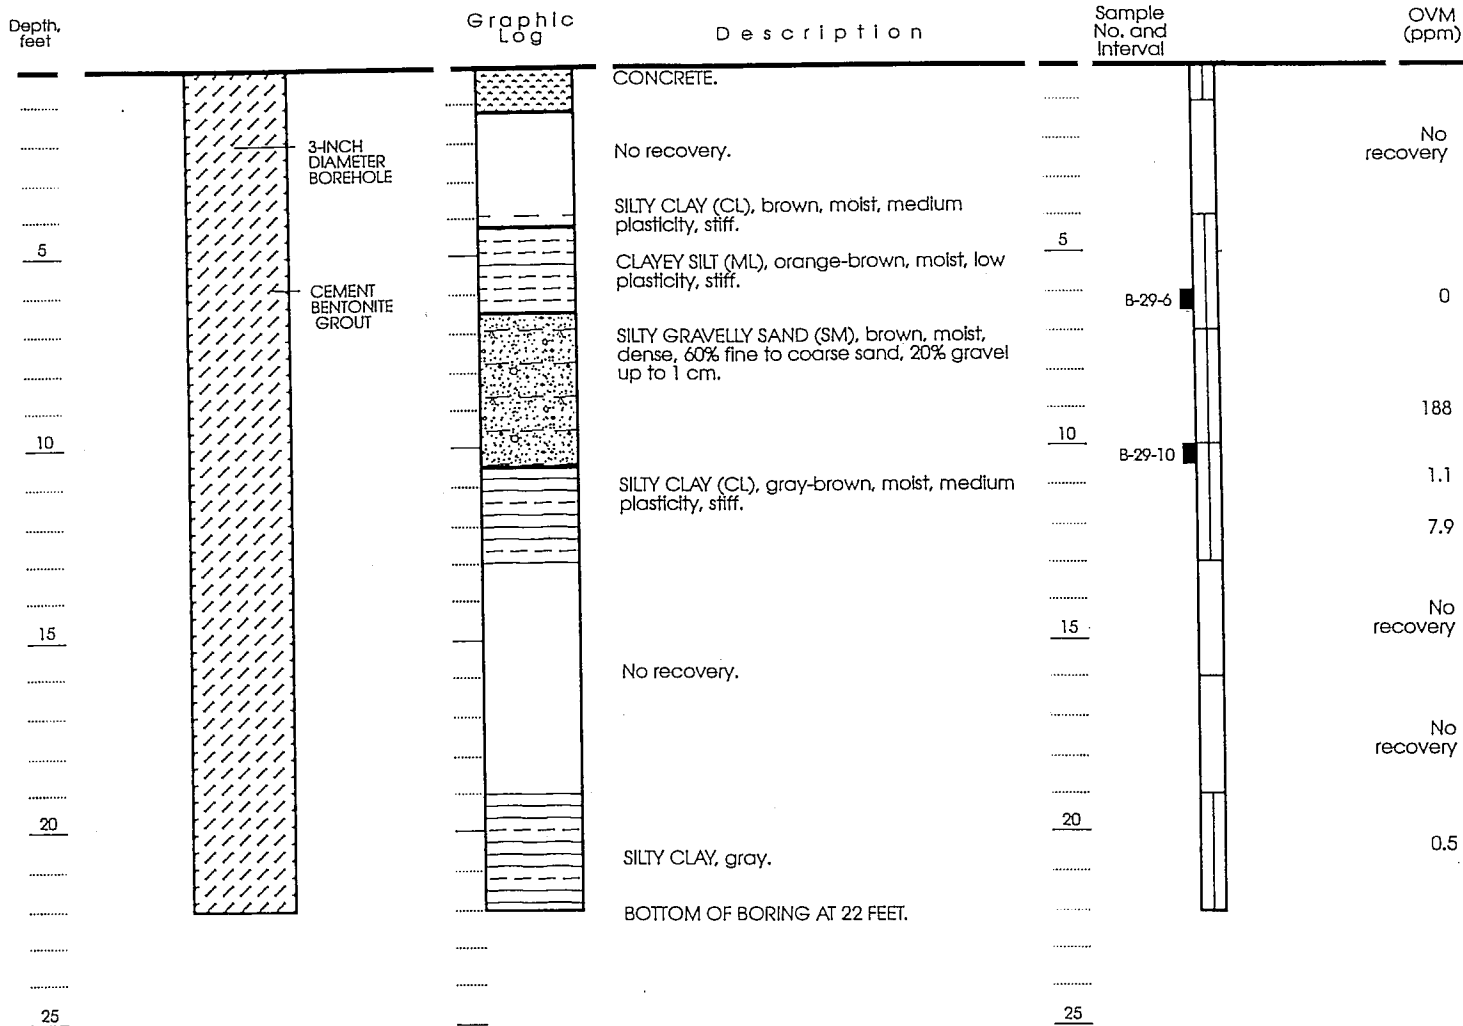 Depth,
feet
Graphic
Log
Description
Sample
No. and
Interval
OVM
(ppm)
CONCRETE.
3-INCH
DIAMETER
BOREHOLE
No recovery.
No
recovery
SILTY CLAY (CL), brown, moist, medium
plasticity, stiff.
5
5
CLAYEY SILT (ML), orange-brown, moist, low
plasticity, stiff.
CEMENT
BENTONITE
GROUT
B-29-6
0
SILTY GRAVELLY SAND (SM), brown, moist,
dense, 60% fine to coarse sand, 20% gravel
up to 1 cm.
188
10
10
B-29-10
1.1
SILTY CLAY (CL), gray-brown, moist, medium
plasticity, stiff.
7.9
No
recovery
15
15
No recovery.
No
recovery
20
20
0.5
SILTY CLAY, gray.
BOTTOM OF BORING AT 22 FEET.
25
25